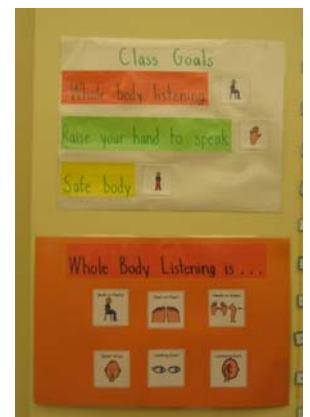 Class Goals
Whole body listening
Raise your hand to speak
Safe body
Whole Body Listening is ...